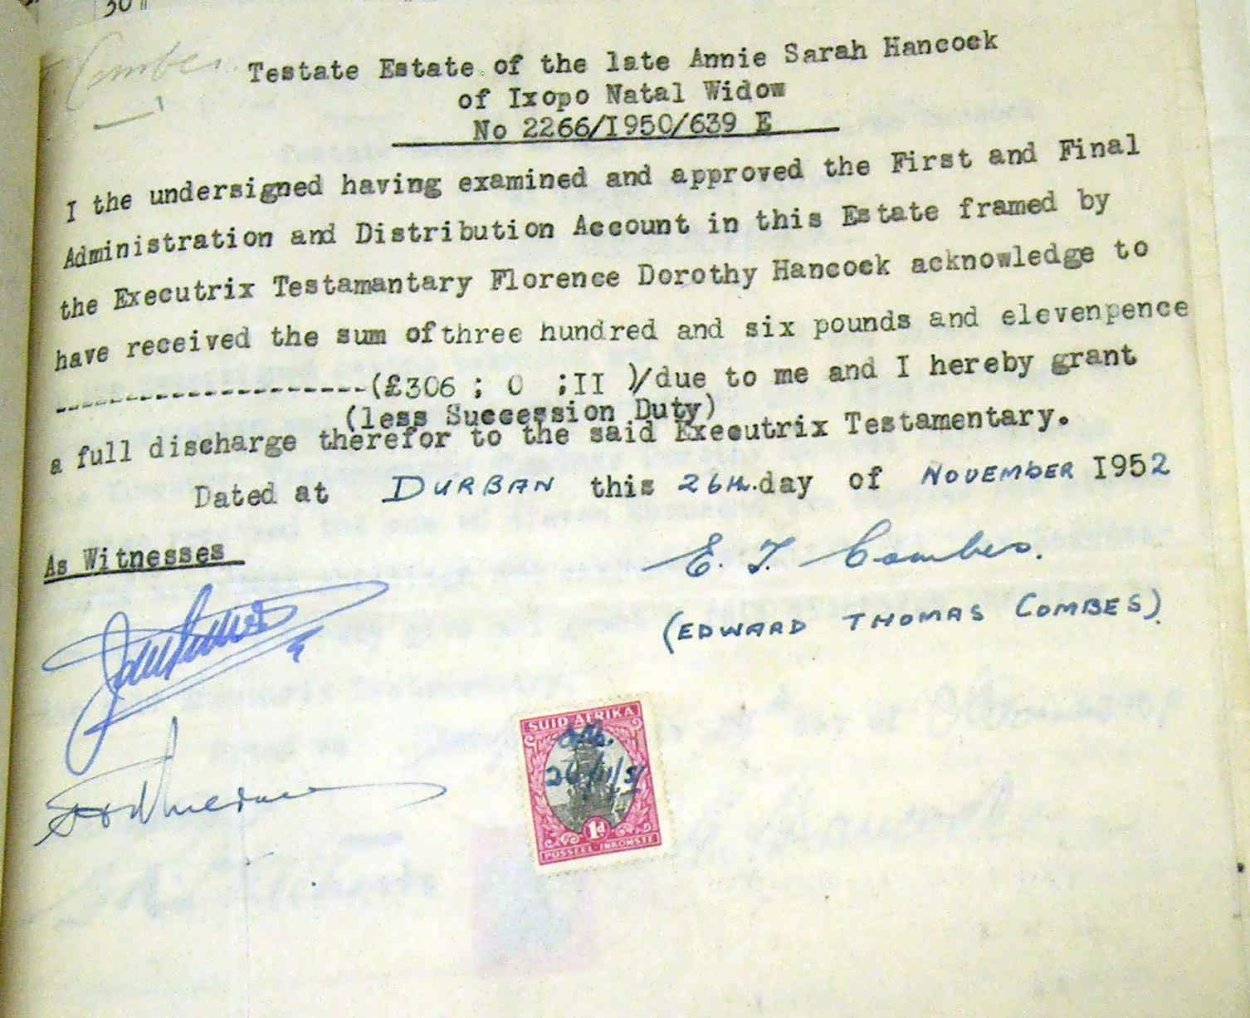 30
Combes
Testate Estate of the late Annie Sarah Hancock
of Ixopo Natal Widow
No 2266/1950/639 E
I the undersigned having examined and approved the First and Final
Administration and Distribution Account in this Estate framed by
the Executrix Testamantary Florence Dorothy Hancock acknowledge to
have received the sum ofthree hundred and six pounds and elevenpence
-------------------(£306 ; 0 ;II )/due to me and I hereby grant
(less Succession Duty)
a full discharge therefor to the said Executrix Testamentary.
Dated at DURBAN this 26th. day of NOVEMBER 1952
As Witnesses
E. T. Combes.
(EDWARD THOMAS COMBES).
SUID-AFRIKA
1d
POSSEEL-INKOMSTE